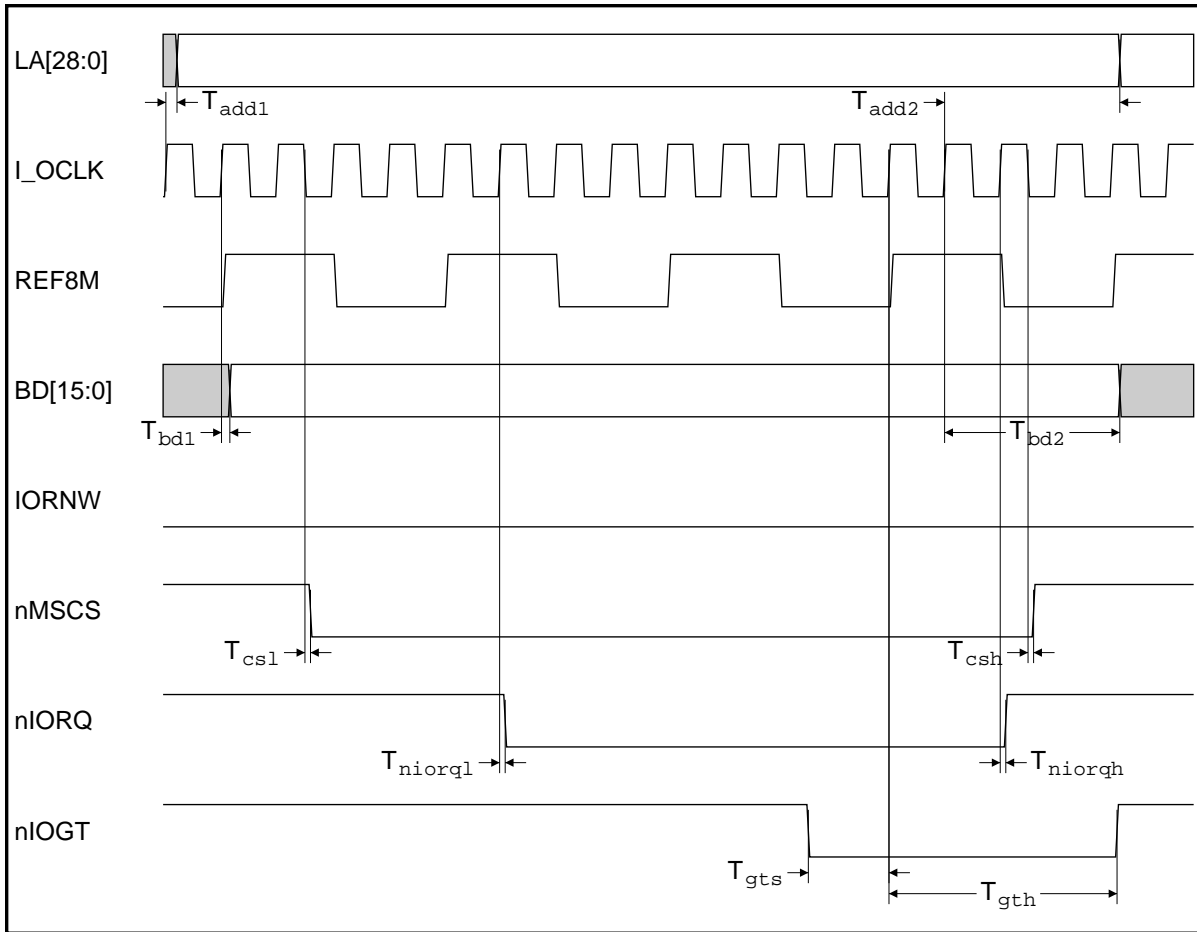 LA[28:0]
Tadd1
Tadd2
I_OCLK
REF8M
BD[15:0]
Tbd1
Tbd2
IORNW
nMSCS
Tcsl
Tcsh
nIORQ
Tniorql
Tniorqh
nIOGT
Tgts
Tgth